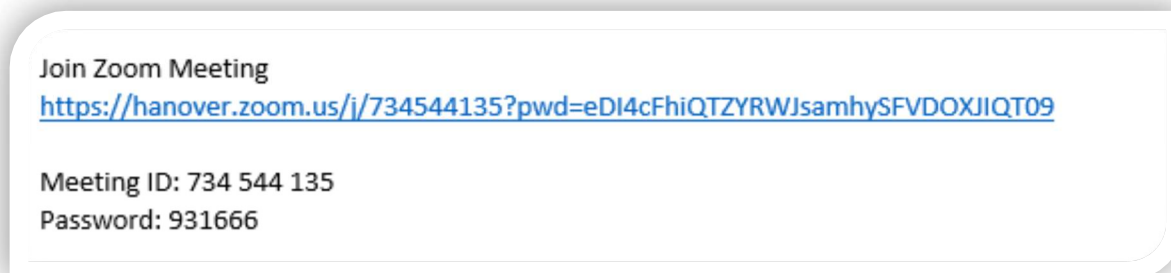 Join Zoom Meeting
https://hanover.zoom.us/j/734544135?pwd=eDI4cFhiQTZYRWJsamhySFVDOXJIQT09
Meeting ID: 734 544 135
Password: 931666